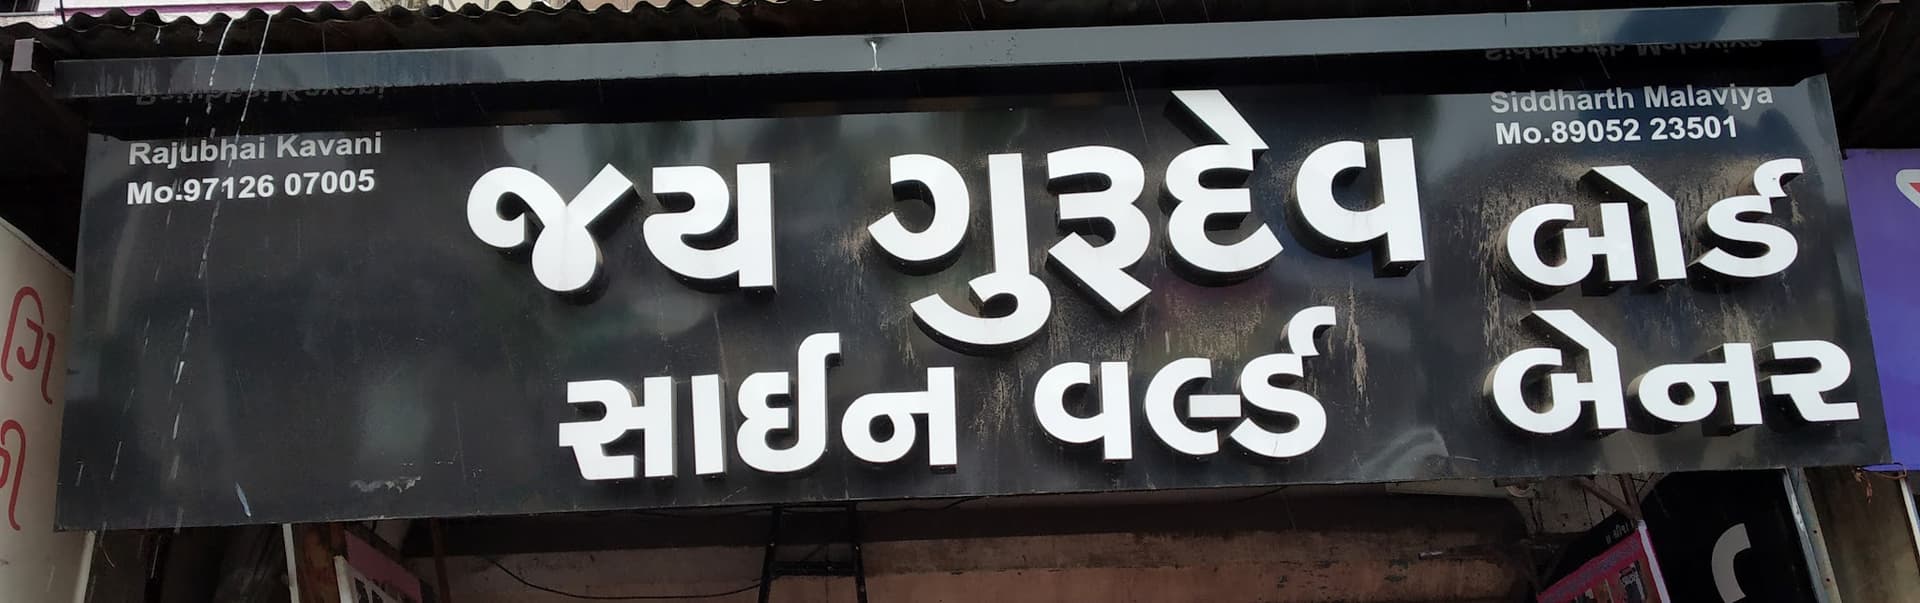 Rajubhai Kavani
Mo.97126 07005
Siddharth Malaviya
Mo.89052 23501
જય ગુરૂદેવ
સાઈન વર્લ્ડ
બોર્ડ
બેનર